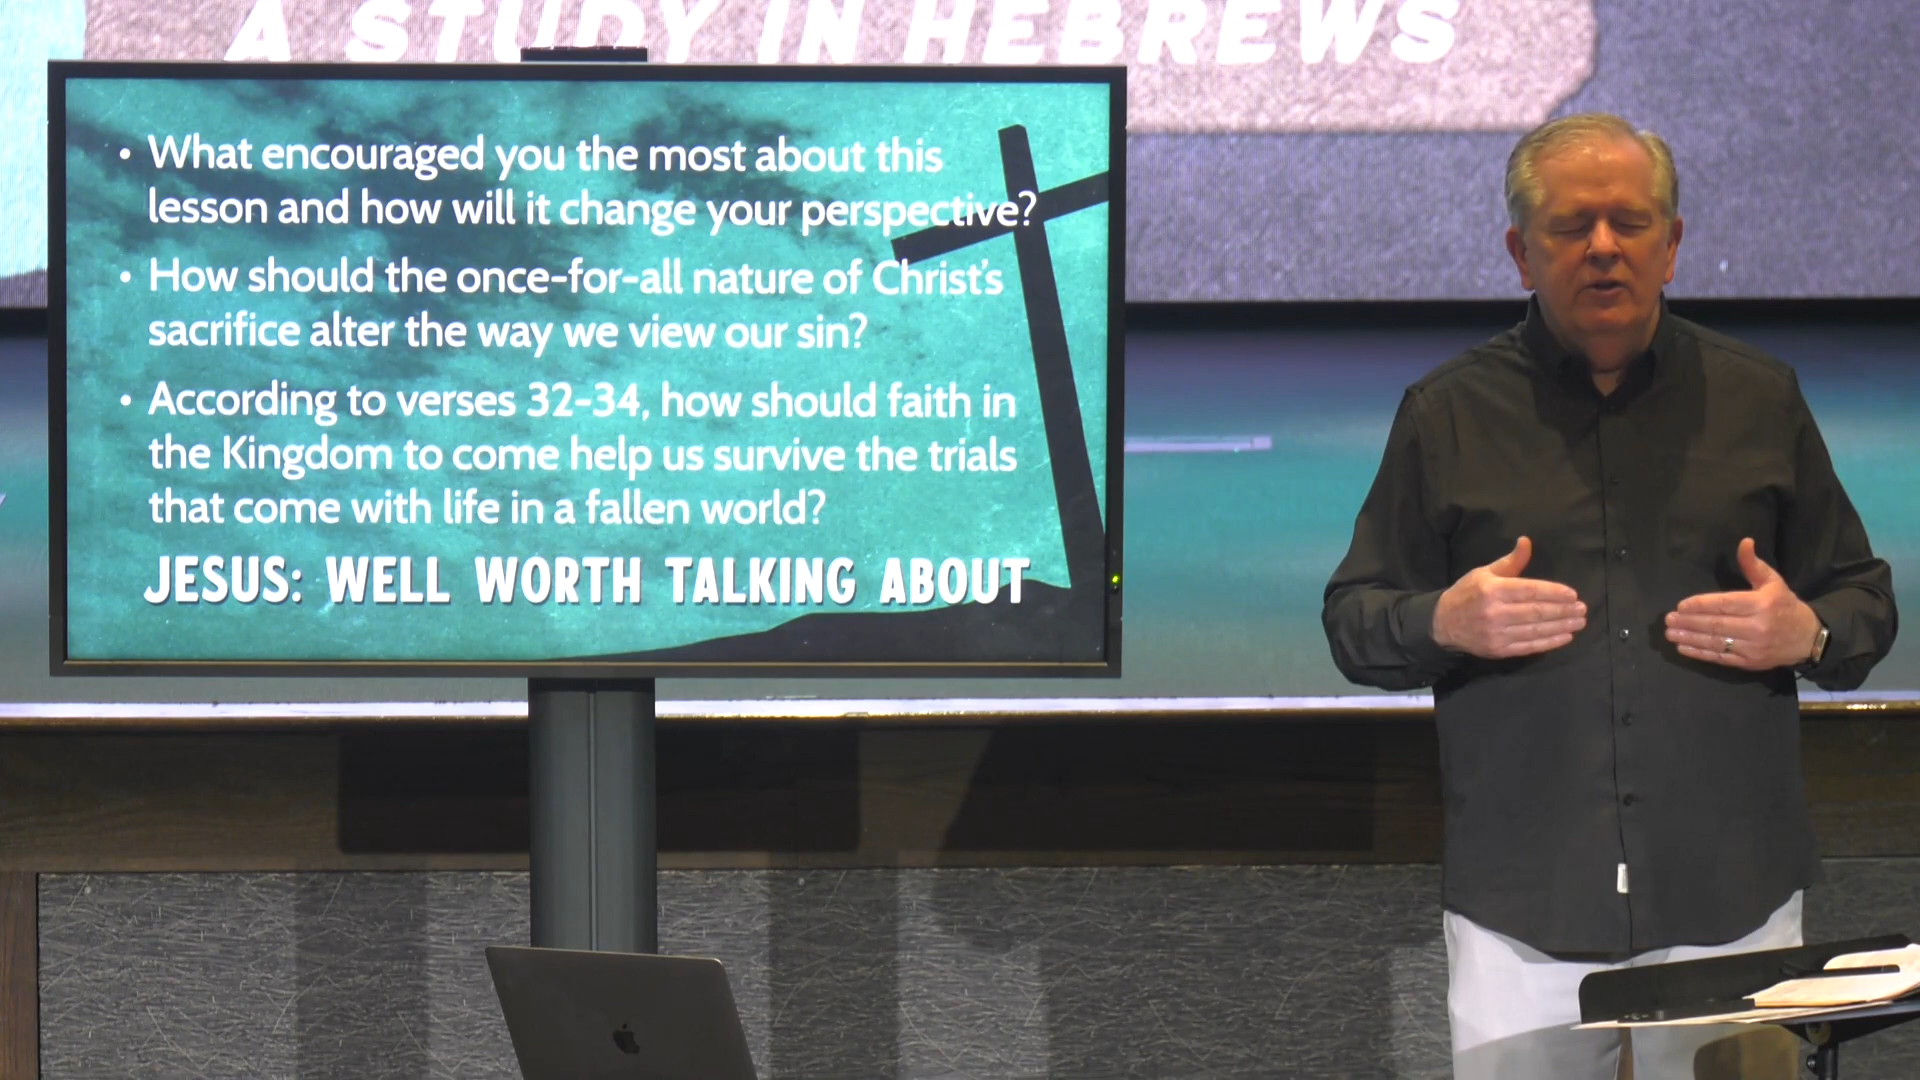 A STUDY IN HEBREWS
• What encouraged you the most about this
lesson and how will it change your perspective?
• How should the once-for-all nature of Christ's
sacrifice alter the way we view our sin?
• According to verses 32-34, how should faith in
the Kingdom to come help us survive the trials
that come with life in a fallen world?
JESUS: WELL WORTH TALKING ABOUT